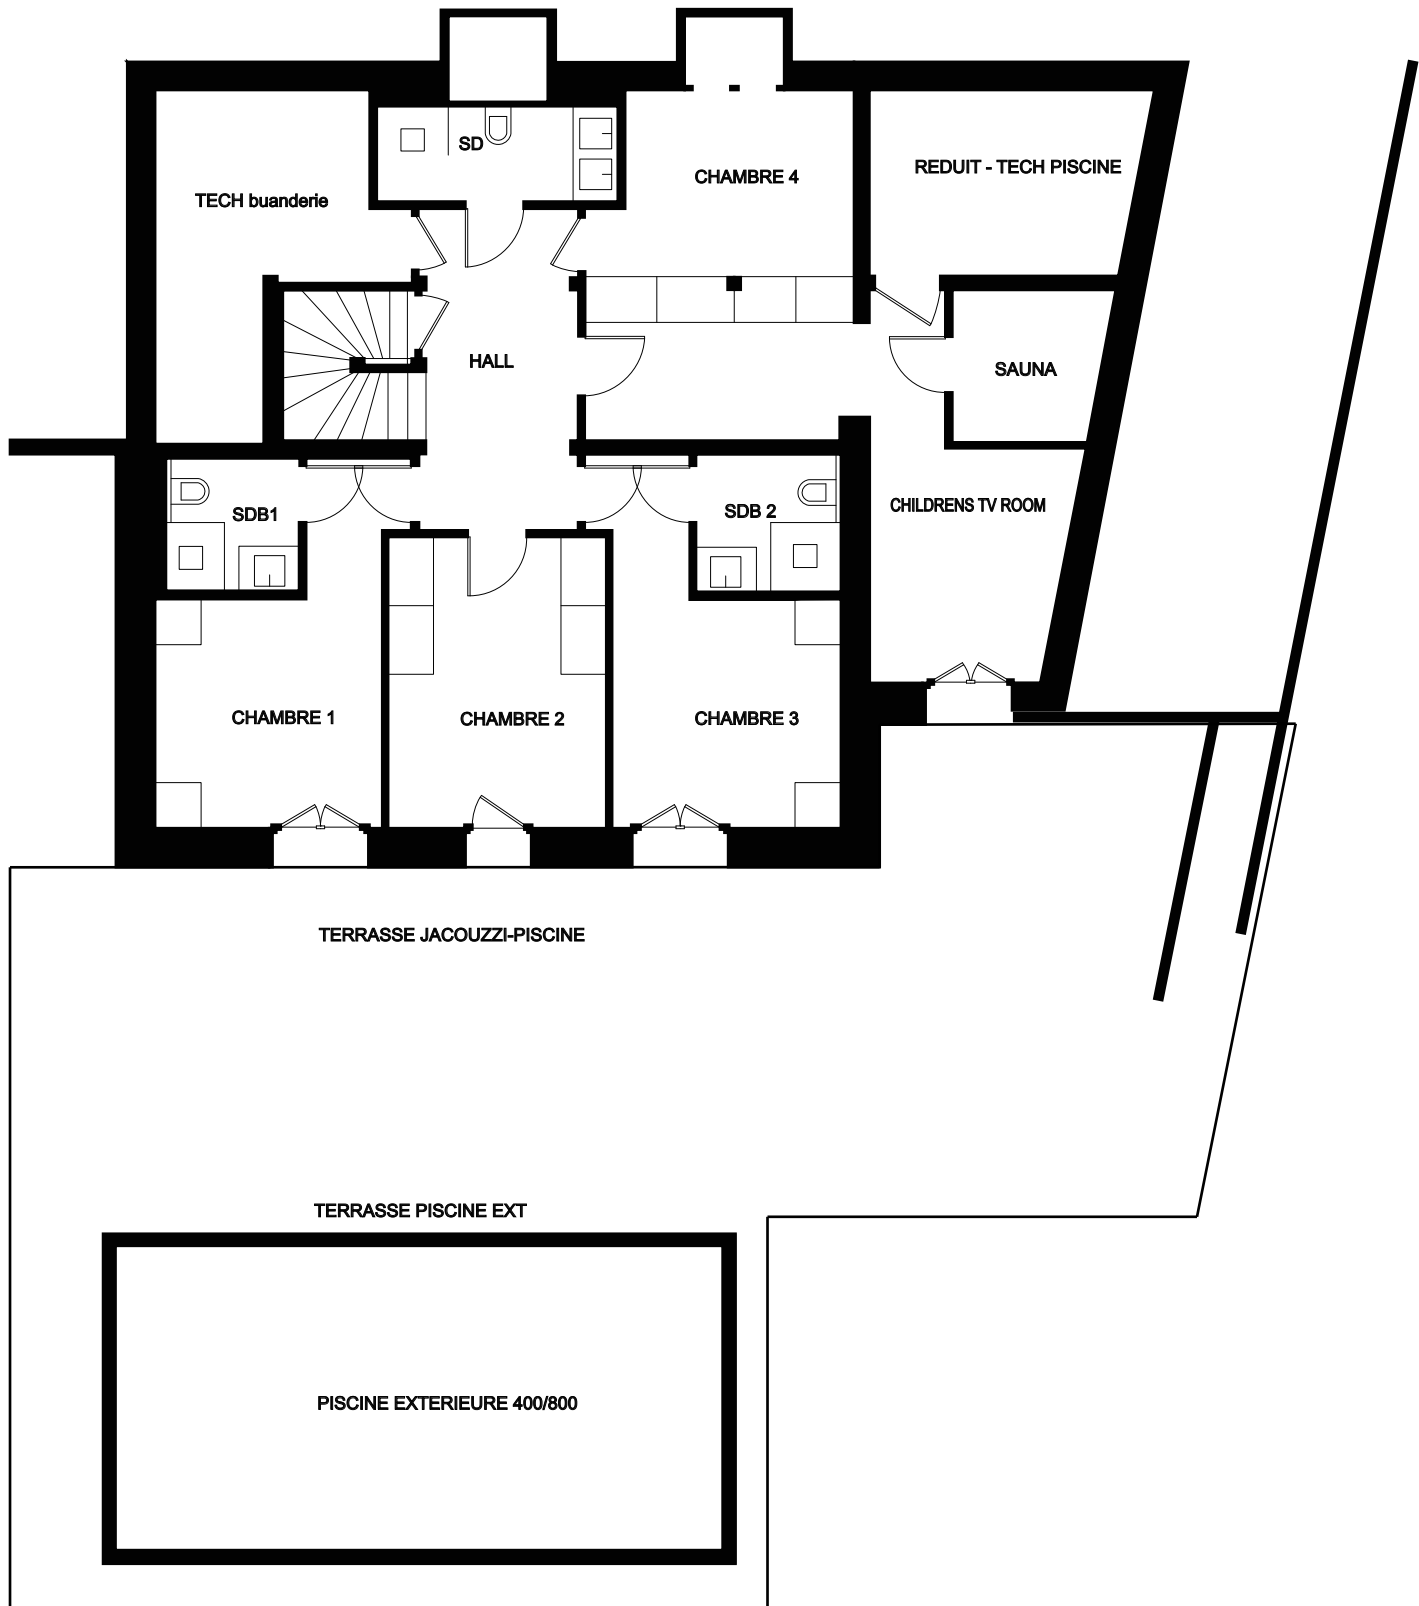 SD
REDUIT - TECH PISCINE
CHAMBRE 4
TECH buanderie
HALL
SAUNA
CHILDRENS TV ROOM
SDB1
SDB 2
CHAMBRE 1
CHAMBRE 2
CHAMBRE 3
TERRASSE JACOUZZI-PISCINE
TERRASSE PISCINE EXT
PISCINE EXTERIEURE 400/800